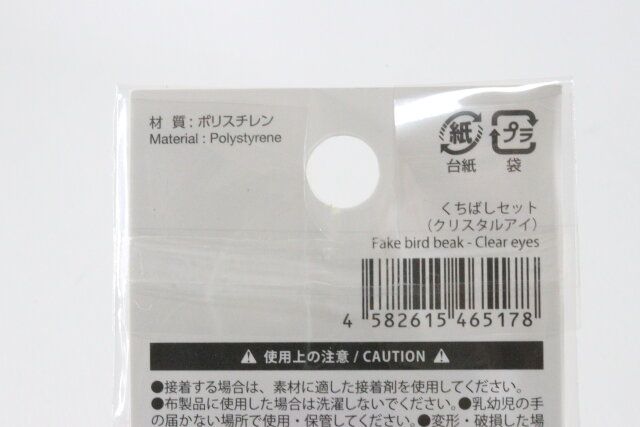 材 質 : ポリスチレン
Material : Polystyrene
紙
台紙
プラ
袋
くちばしセット
（クリスタルアイ）
Fake bird beak - Clear eyes
4 582615 465178
使用上の注意 / CAUTION
●接着する場合は、素材に適した接着剤を使用してください。
●布製品に使用した場合は洗濯しないでください。●乳幼児の手
の届かない場所で使用・保管してください。●変形・破損した場